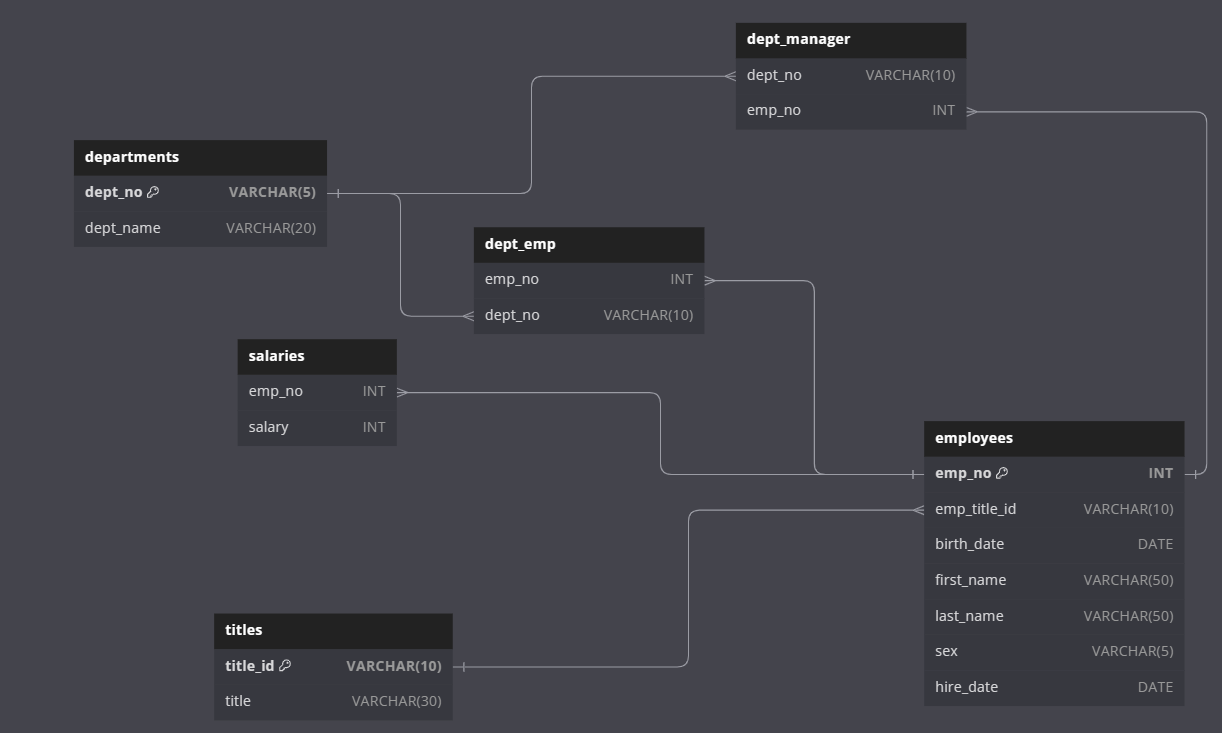 dept_manager
dept_no VARCHAR(10)
emp_no INT
departments
dept_no VARCHAR(5)
dept_name VARCHAR(20)
dept_emp
emp_no INT
dept_no VARCHAR(10)
salaries
emp_no INT
salary INT
employees
emp_no INT
emp_title_id VARCHAR(10)
birth_date DATE
first_name VARCHAR(50)
last_name VARCHAR(50)
sex VARCHAR(5)
hire_date DATE
titles
title_id VARCHAR(10)
title VARCHAR(30)